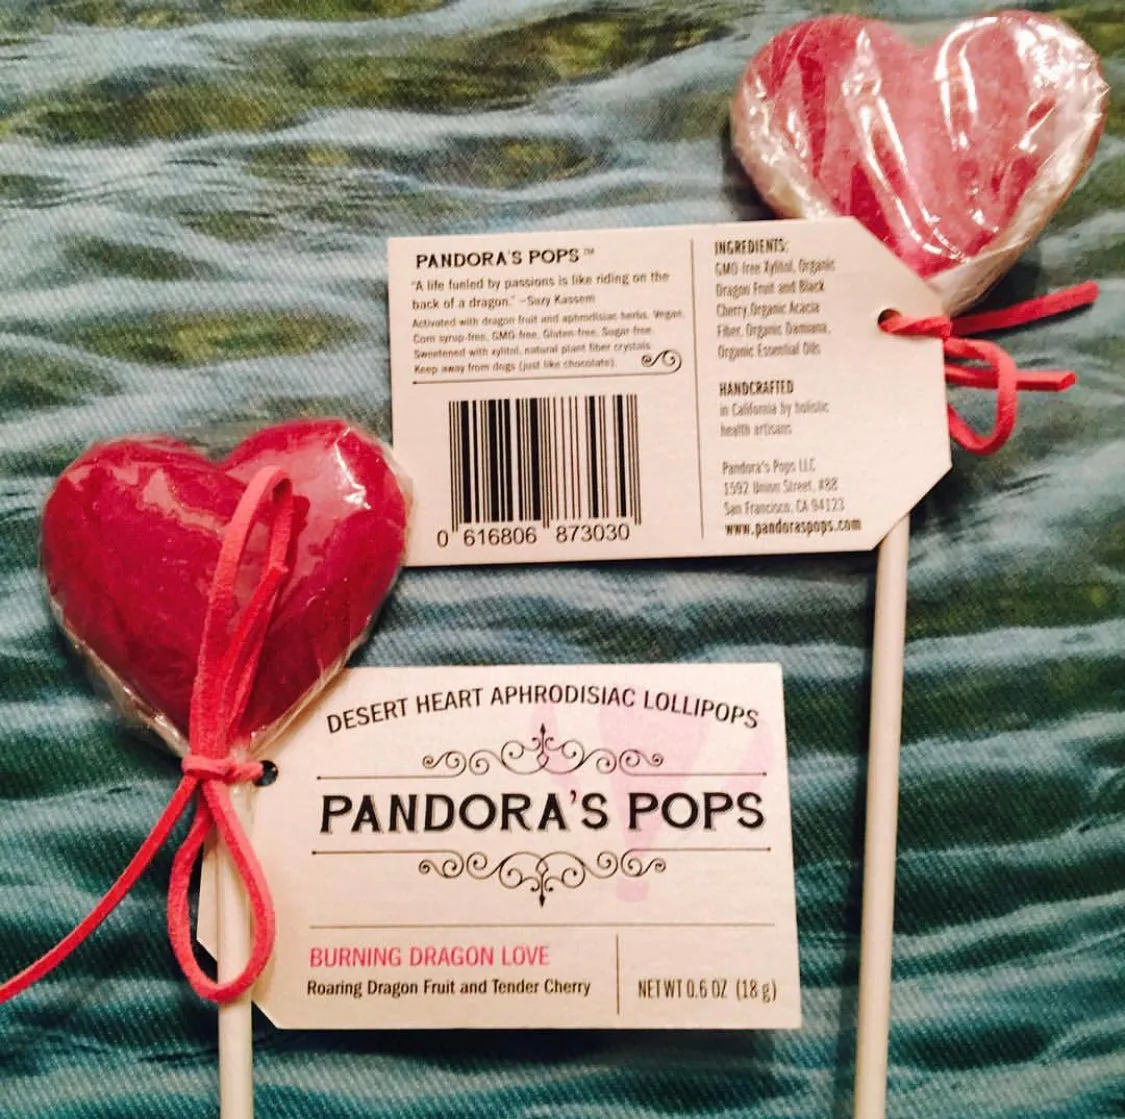 PANDORA'S POPS™
"A life fueled by passions is like riding on the
back of a dragon." ~Suzy Kassem
Activated with dragon fruit and aphrodisiac herbs. Vegan.
Corn syrup-free, GMO-free, Gluten-free, Sugar-free.
Sweetened with xylitol, natural plant fiber crystals.
Keep away from dogs (just like chocolate).
0 616806 873030
INGREDIENTS:
GMO-free Xylitol, Organic
Dragon Fruit and Black
Cherry, Organic Acacia
Fiber, Organic Damiana,
Organic Essential Oils
HANDCRAFTED
in California by holistic
health artisans
Pandora's Pops LLC
1592 Union Street, #88
San Francisco, CA 94123
www.pandoraspops.com
DESERT HEART APHRODISIAC LOLLIPOPS
PANDORA'S POPS
BURNING DRAGON LOVE
Roaring Dragon Fruit and Tender Cherry
NET WT 0.6 OZ (18 g)